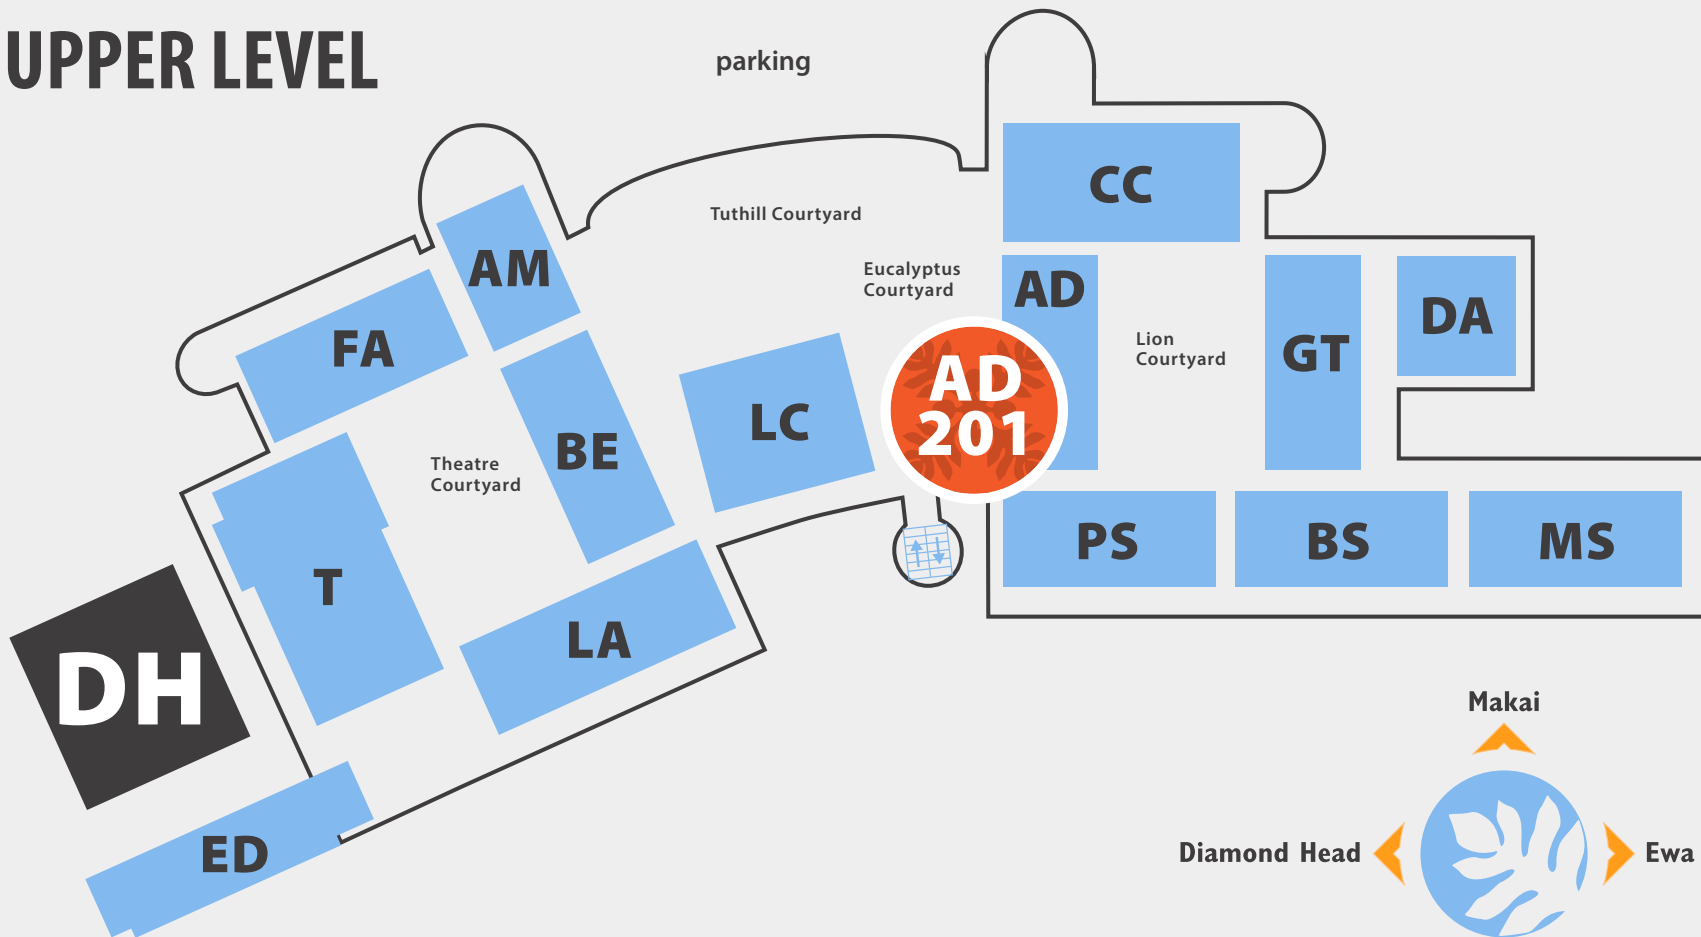 UPPER LEVEL
parking
CC
Tuthill Courtyard
AM
Eucalyptus
Courtyard
AD
DA
Lion
Courtyard
GT
FA
AD
201
LC
BE
Theatre
Courtyard
PS
BS
MS
T
LA
DH
ED
Makai
Diamond Head
Ewa